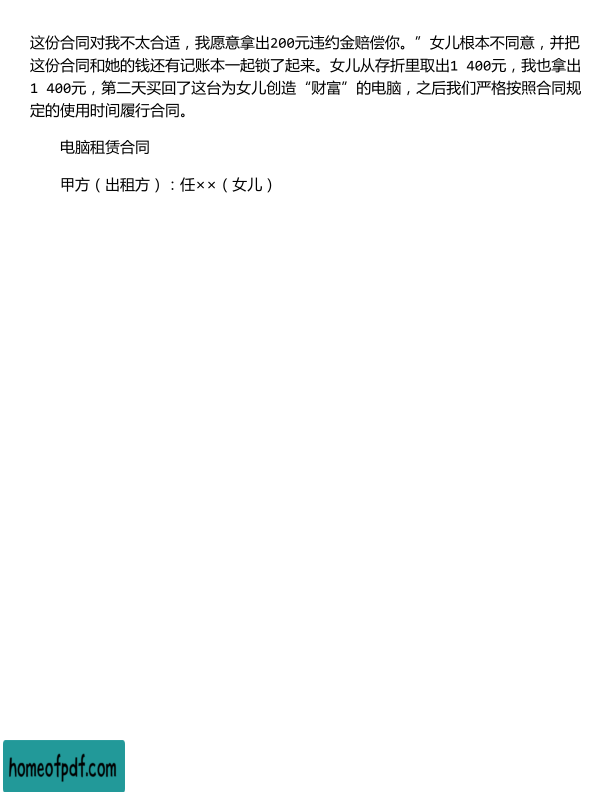 这份合同对我不太合适，我愿意拿出200元违约金赔偿你。”女儿根本不同意，并把
这份合同和她的钱还有记账本一起锁了起来。女儿从存折里取出1 400元，我也拿出
1 400元，第二天买回了这台为女儿创造“财富”的电脑，之后我们严格按照合同规
定的使用时间履行合同。
电脑租赁合同
甲方（出租方）：任××（女儿）
homeofpdf.com